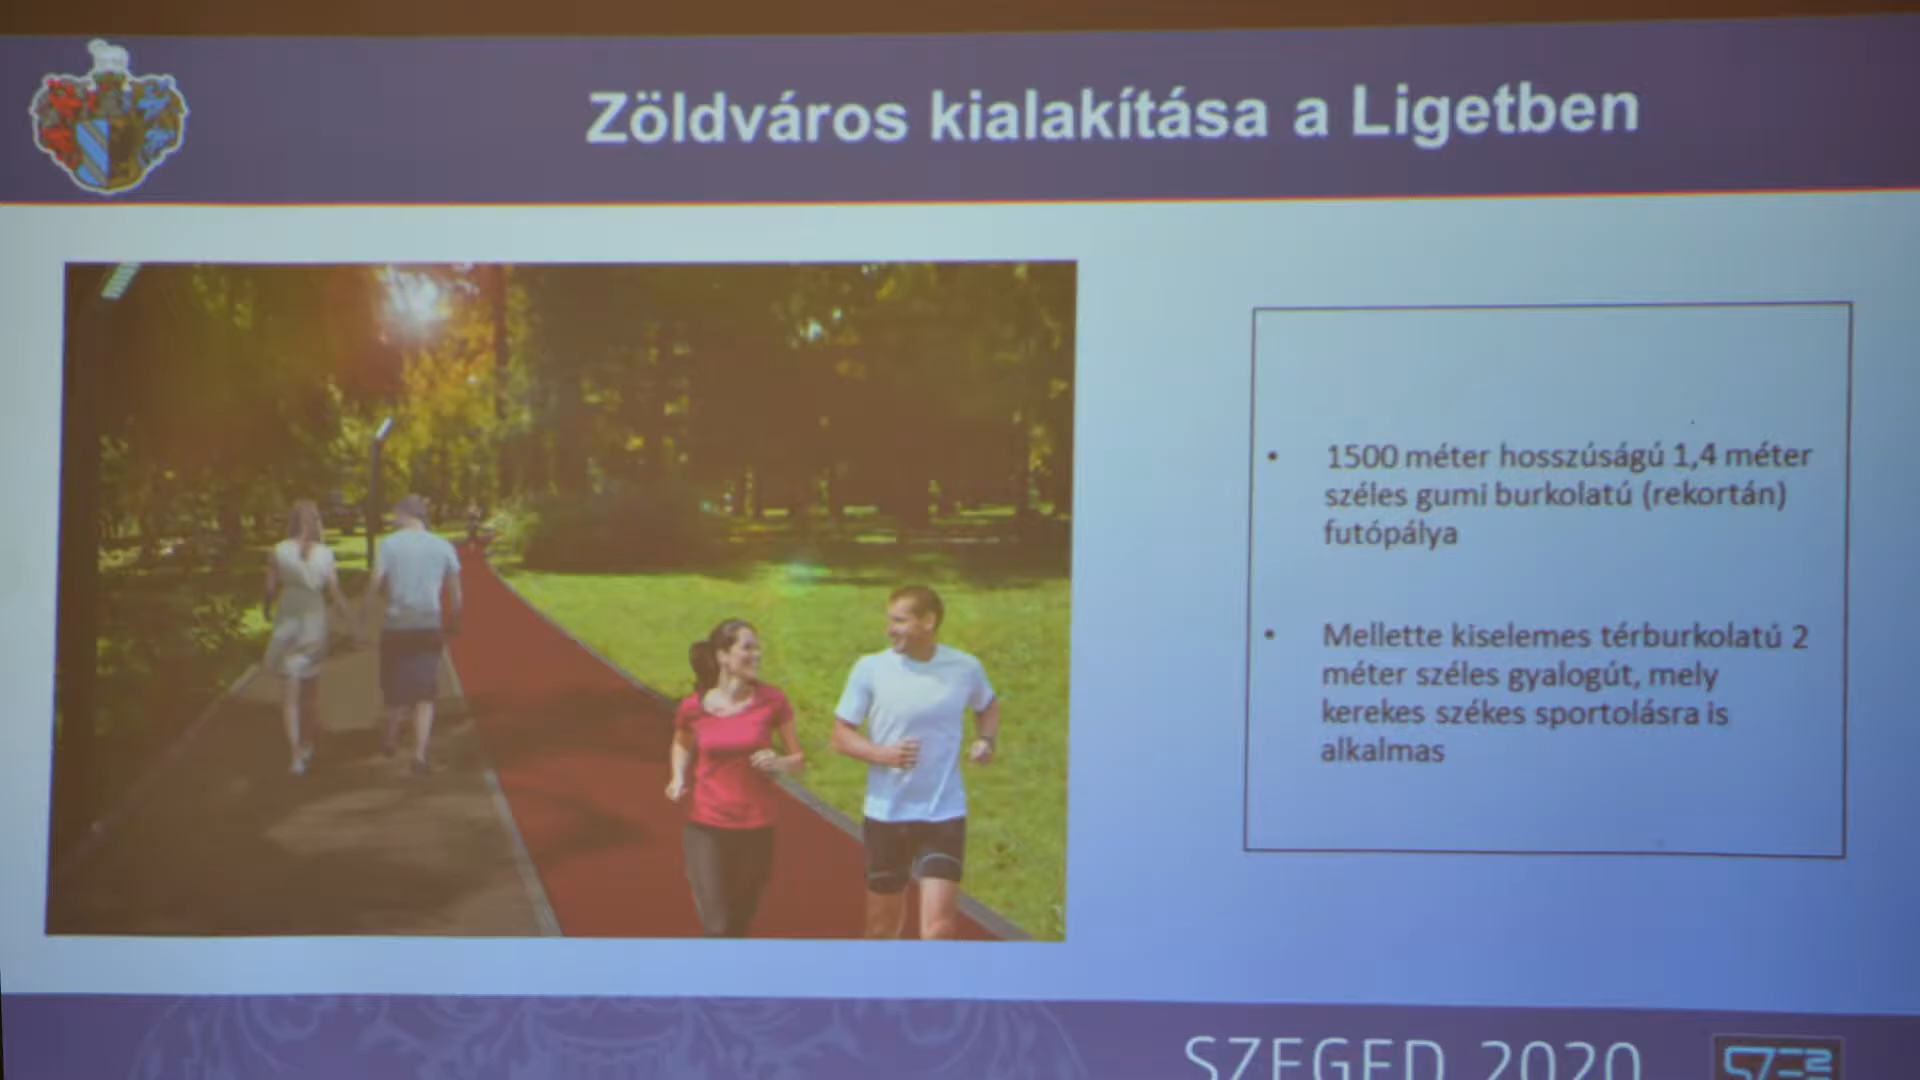 Zöldváros kialakítása a Ligetben
• 1500 méter hosszúságú 1,4 méter
széles gumi burkolatú (rekortán)
futópálya
• Mellette kiselemes térburkolatú 2
méter széles gyalogút, mely
kerekes székes sportolásra is
alkalmas
SZEGED 2020